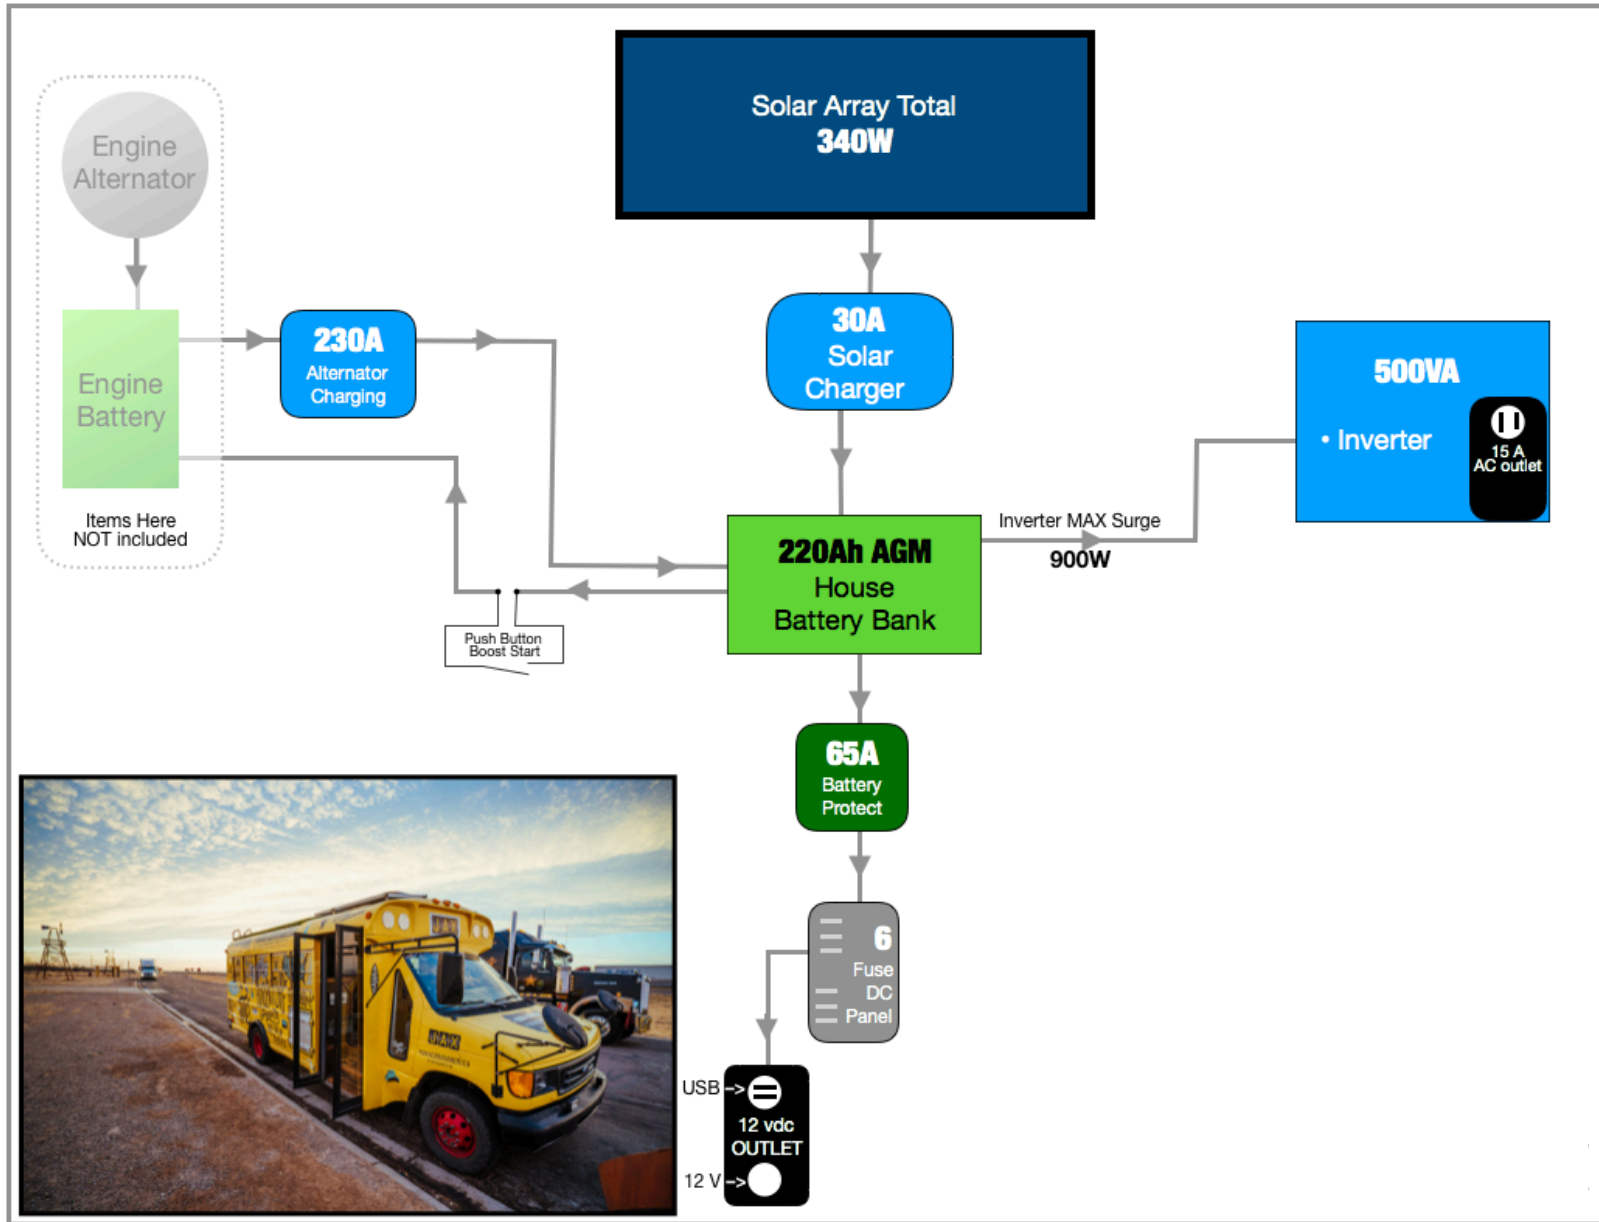 Solar Array Total
340W
Engine
Alternator
30A
Solar
Charger
230A
Alternator
Charging
Engine
Battery
500VA
• Inverter
15 A
AC outlet
Items Here
NOT included
Inverter MAX Surge
900W
220Ah AGM
House
Battery Bank
Push Button
Boost Start
65A
Battery
Protect
6
Fuse
DC
Panel
USB ->
12 vdc
OUTLET
12 V ->
JAX
JAX